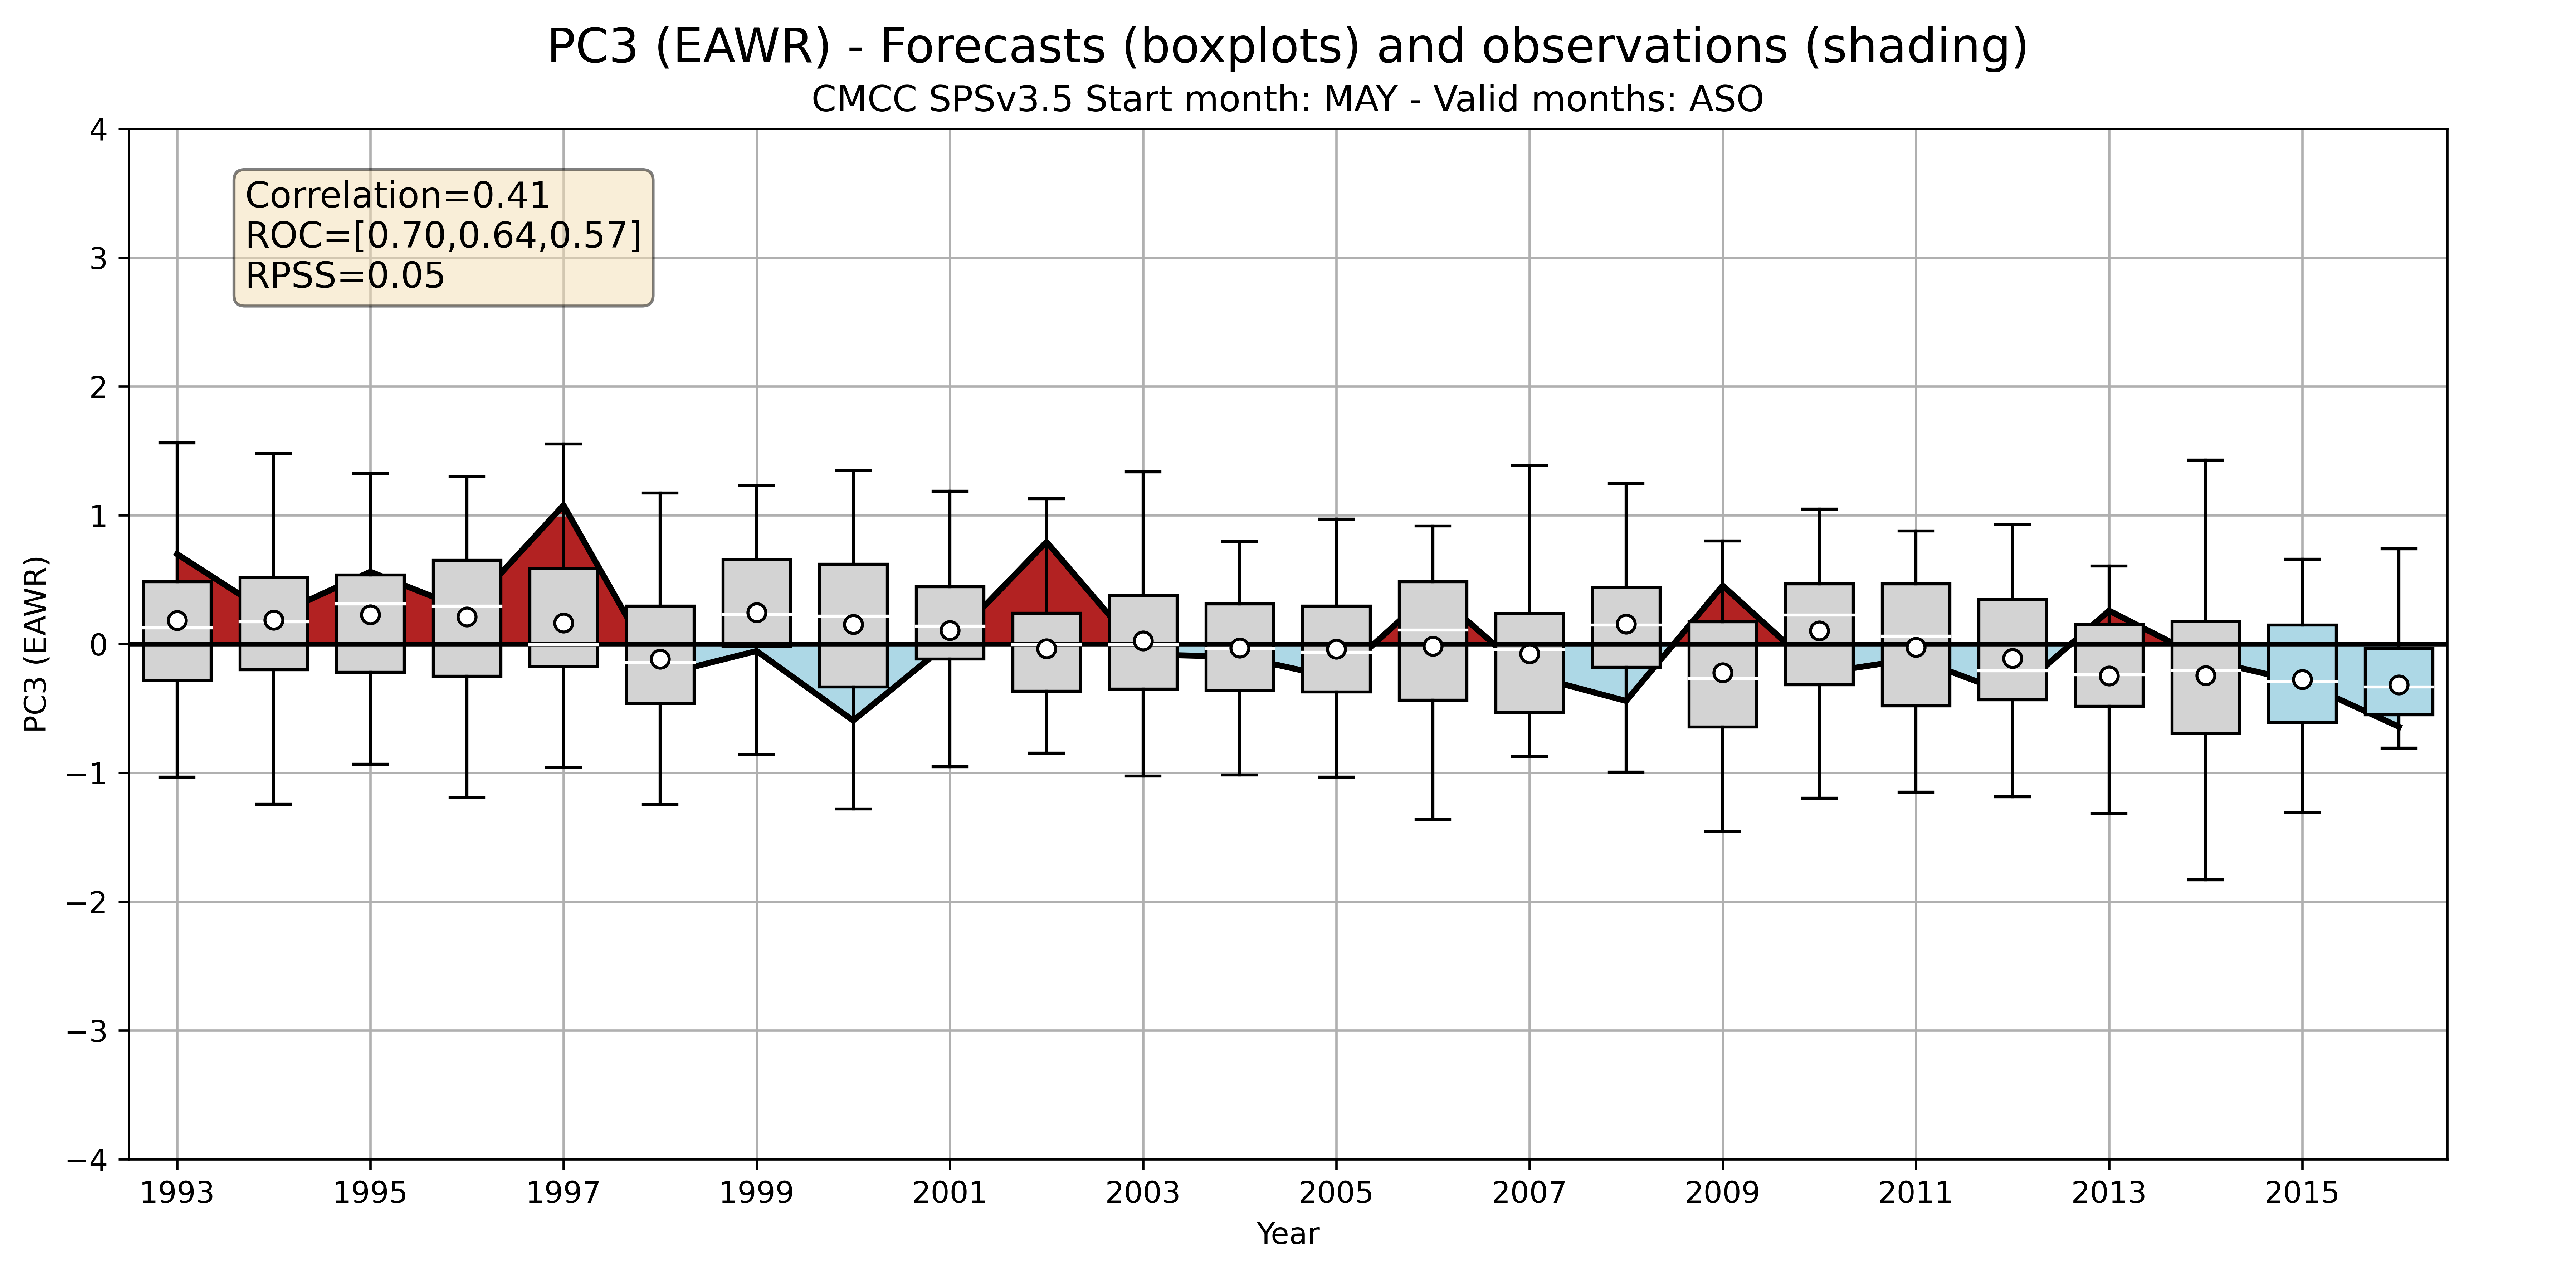 PC3 (EAWR) - Forecasts (boxplots) and observations (shading)
CMCC SPSv3.5 Start month: MAY - Valid months: ASO
Correlation=0.41
ROC=[0.70,0.64,0.57]
RPSS=0.05
PC3 (EAWR)
4
3
2
1
0
−1
−2
−3
−4
1993 1995 1997 1999 2001 2003 2005 2007 2009 2011 2013 2015
Year